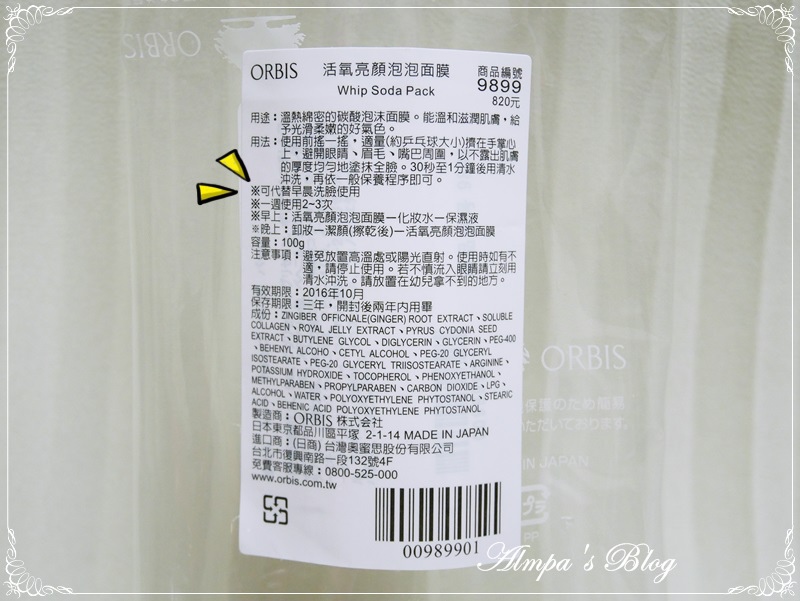 ORBIS
ORBIS 活氧亮顏泡泡面膜 商品編號
Whip Soda Pack 9899
820元
用途：溫熱綿密的碳酸泡沫面膜。能溫和滋潤肌膚，給
予光滑柔嫩的好氣色。
用法：使用前搖一搖，適量(約乒乓球大小)擠在手掌心
上，避開眼睛、眉毛、嘴巴周圍，以不露出肌膚
的厚度均勻地塗抹全臉。30秒至1分鐘後用清水
沖洗，再依一般保養程序即可。
※可代替早晨洗臉使用
※一週使用2~3次
※早上：活氧亮顏泡泡面膜—化妝水—保濕液
※晚上：卸妝—潔顏(擦乾後)—活氧亮顏泡泡面膜
容量：100g
注意事項：避免放置高溫處或陽光直射。使用時如有不
適，請停止使用。若不慎流入眼睛請立刻用
清水沖洗。請放置在幼兒拿不到的地方。
有效期限：2016年10月
保存期限：三年，開封後兩年內用畢
成份：ZINGIBER OFFICNALE(GINGER) ROOT EXTRACT、SOLUBLE
COLLAGEN、ROYAL JELLY EXTRACT、PYRUS CYDONIA SEED
EXTRACT、BUTYLENE GLYCOL、DIGLYCERIN、GLYCERIN、PEG-400
、BEHENYL ALCOHO、CETYL ALCOHOL、PEG-20 GLYCERYL
ISOSTEARATE、PEG-20 GLYCERYL TRIISOSTEARATE、ARGININE、
POTASSIUM HYDROXIDE、TOCOPHEROL、PHENOXYETHANOL、
METHYLPARABEN、PROPYLPARABEN、CARBON DIOXIDE、LPG、
ALCOHOL、WATER、POLYOXYETHYLENE PHYTOSTANOL、STEARIC
ACID、BEHENIC ACID POLYOXYETHYLENE PHYTOSTANOL
製造商：ORBIS 株式会社
日本東京都品川區平塚 2-1-14 MADE IN JAPAN
進口商：(日商) 台灣奧蜜思股份有限公司
台北市復興南路一段132號4F
免費客服專線：0800-525-000
www.orbis.com.tw
00989901
ORBIS
保護のため駆制
いただいております。
IN JAPAN
PP
Almpa's Blog